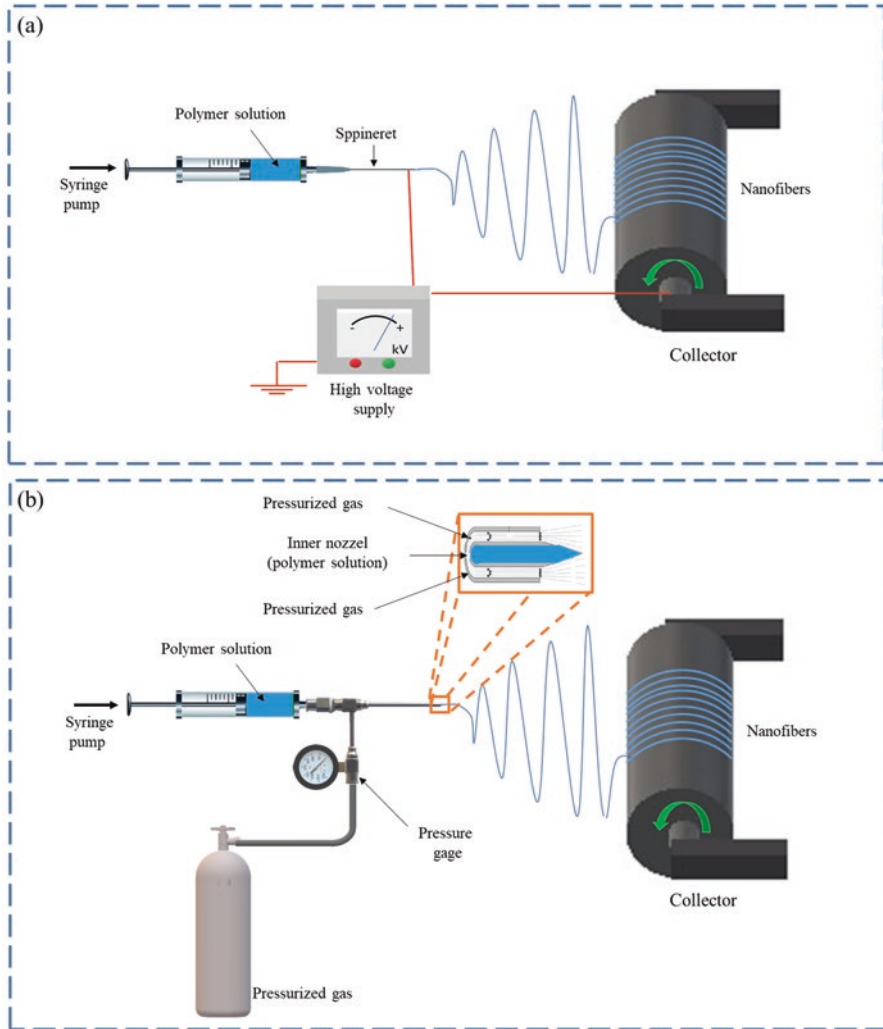 (a)
Polymer solution
Sppineret
Syringe
pump
Nanofibers
- +
kV
High voltage
supply
Collector
(b)
Pressurized gas
Inner nozzel
(polymer solution)
Pressurized gas
Polymer solution
Syringe
pump
Nanofibers
Pressure
gage
Collector
Pressurized gas